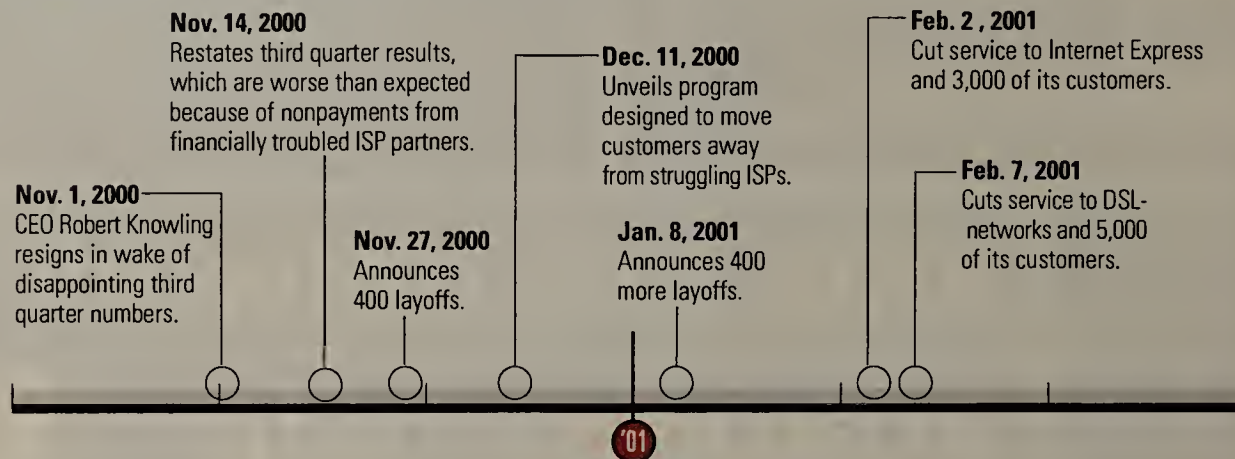 Nov. 1, 2000
CEO Robert Knowling
resigns in wake of
disappointing third
quarter numbers.
Nov. 14, 2000
Restates third quarter results,
which are worse than expected
because of nonpayments from
financially troubled ISP partners.
Nov. 27, 2000
Announces
400 layoffs.
Dec. 11, 2000
Unveils program
designed to move
customers away
from struggling ISPs.
Jan. 8, 2001
Announces 400
more layoffs.
Feb. 2 , 2001
Cut service to Internet Express
and 3,000 of its customers.
Feb. 7, 2001
Cuts service to DSL-
networks and 5,000
of its customers.
'01